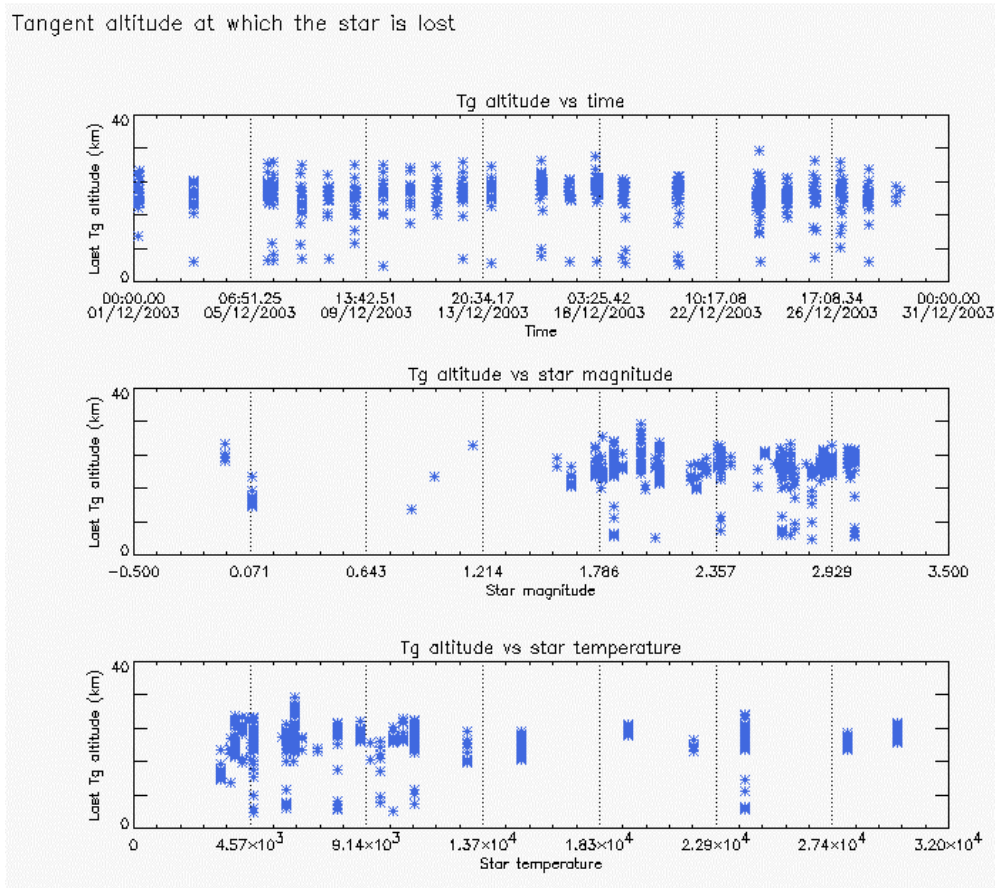 Tangent altitude at which the star is lost
Tg altitude vs time
Last Tg altitude (km)
40
0
00:00.00 06:51.25 13:42.51 20:34.17 03:25.42 10:17.08 17:08.34 00:00.00
01/12/2003 05/12/2003 09/12/2003 13/12/2003 16/12/2003 22/12/2003 26/12/2003 31/12/2003
Time
Tg altitude vs star magnitude
Last Tg altitude (km)
40
0
-0.500 0.071 0.643 1.214 1.786 2.357 2.929 3.500
Star magnitude
Tg altitude vs star temperature
Last Tg altitude (km)
40
0
0 4.57×10³ 9.14×10³ 1.37×10⁴ 1.83×10⁴ 2.29×10⁴ 2.74×10⁴ 3.20×10⁴
Star temperature